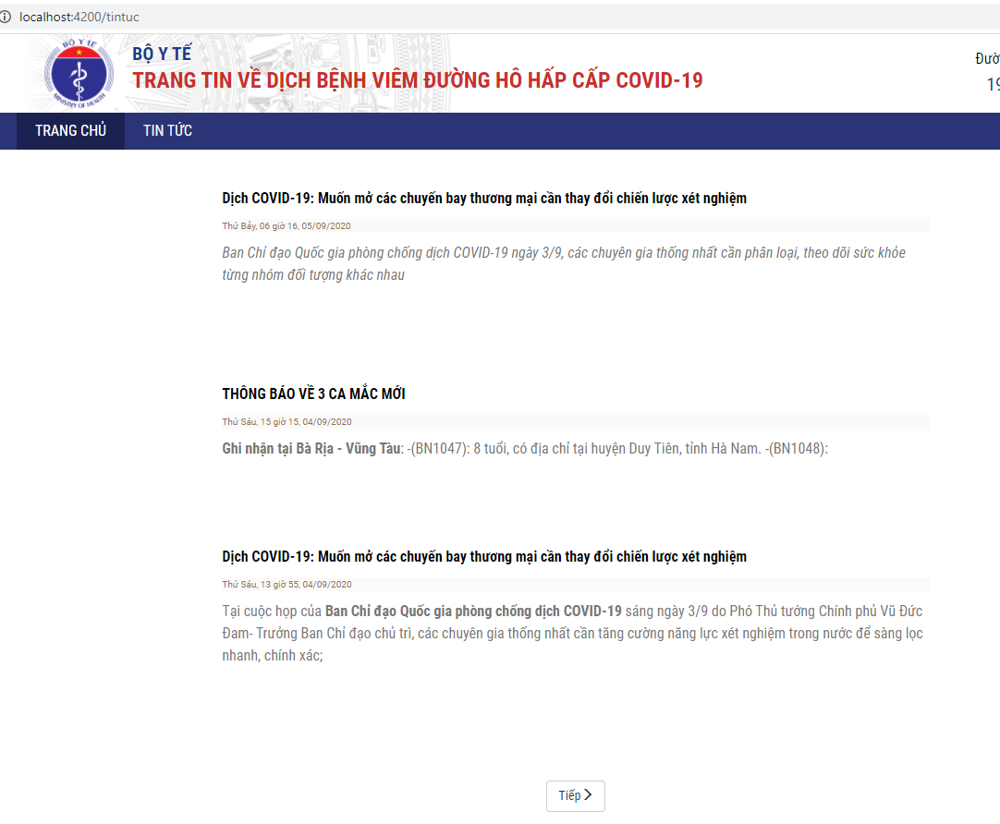 localhost:4200/tintuc
BỘ Y TẾ
MINISTRY OF HEALTH
BỘ Y TẾ
TRANG TIN VỀ DỊCH BỆNH VIÊM ĐƯỜNG HÔ HẤP CẤP COVID-19
Đườ
19
TRANG CHỦ TIN TỨC
Dịch COVID-19: Muốn mở các chuyến bay thương mại cần thay đổi chiến lược xét nghiệm
Thứ Bảy, 06 giờ 16, 05/09/2020
Ban Chỉ đạo Quốc gia phòng chống dịch COVID-19 ngày 3/9, các chuyên gia thống nhất cần phân loại, theo dõi sức khỏe
từng nhóm đối tượng khác nhau
THÔNG BÁO VỀ 3 CA MẮC MỚI
Thứ Sáu, 15 giờ 15, 04/09/2020
Ghi nhận tại Bà Rịa - Vũng Tàu: -(BN1047): 8 tuổi, có địa chỉ tại huyện Duy Tiên, tỉnh Hà Nam. -(BN1048):
Dịch COVID-19: Muốn mở các chuyến bay thương mại cần thay đổi chiến lược xét nghiệm
Thứ Sáu, 13 giờ 55, 04/09/2020
Tại cuộc họp của Ban Chỉ đạo Quốc gia phòng chống dịch COVID-19 sáng ngày 3/9 do Phó Thủ tướng Chính phủ Vũ Đức
Đam- Trưởng Ban Chỉ đạo chủ trì, các chuyên gia thống nhất cần tăng cường năng lực xét nghiệm trong nước để sàng lọc
nhanh, chính xác;
Tiếp